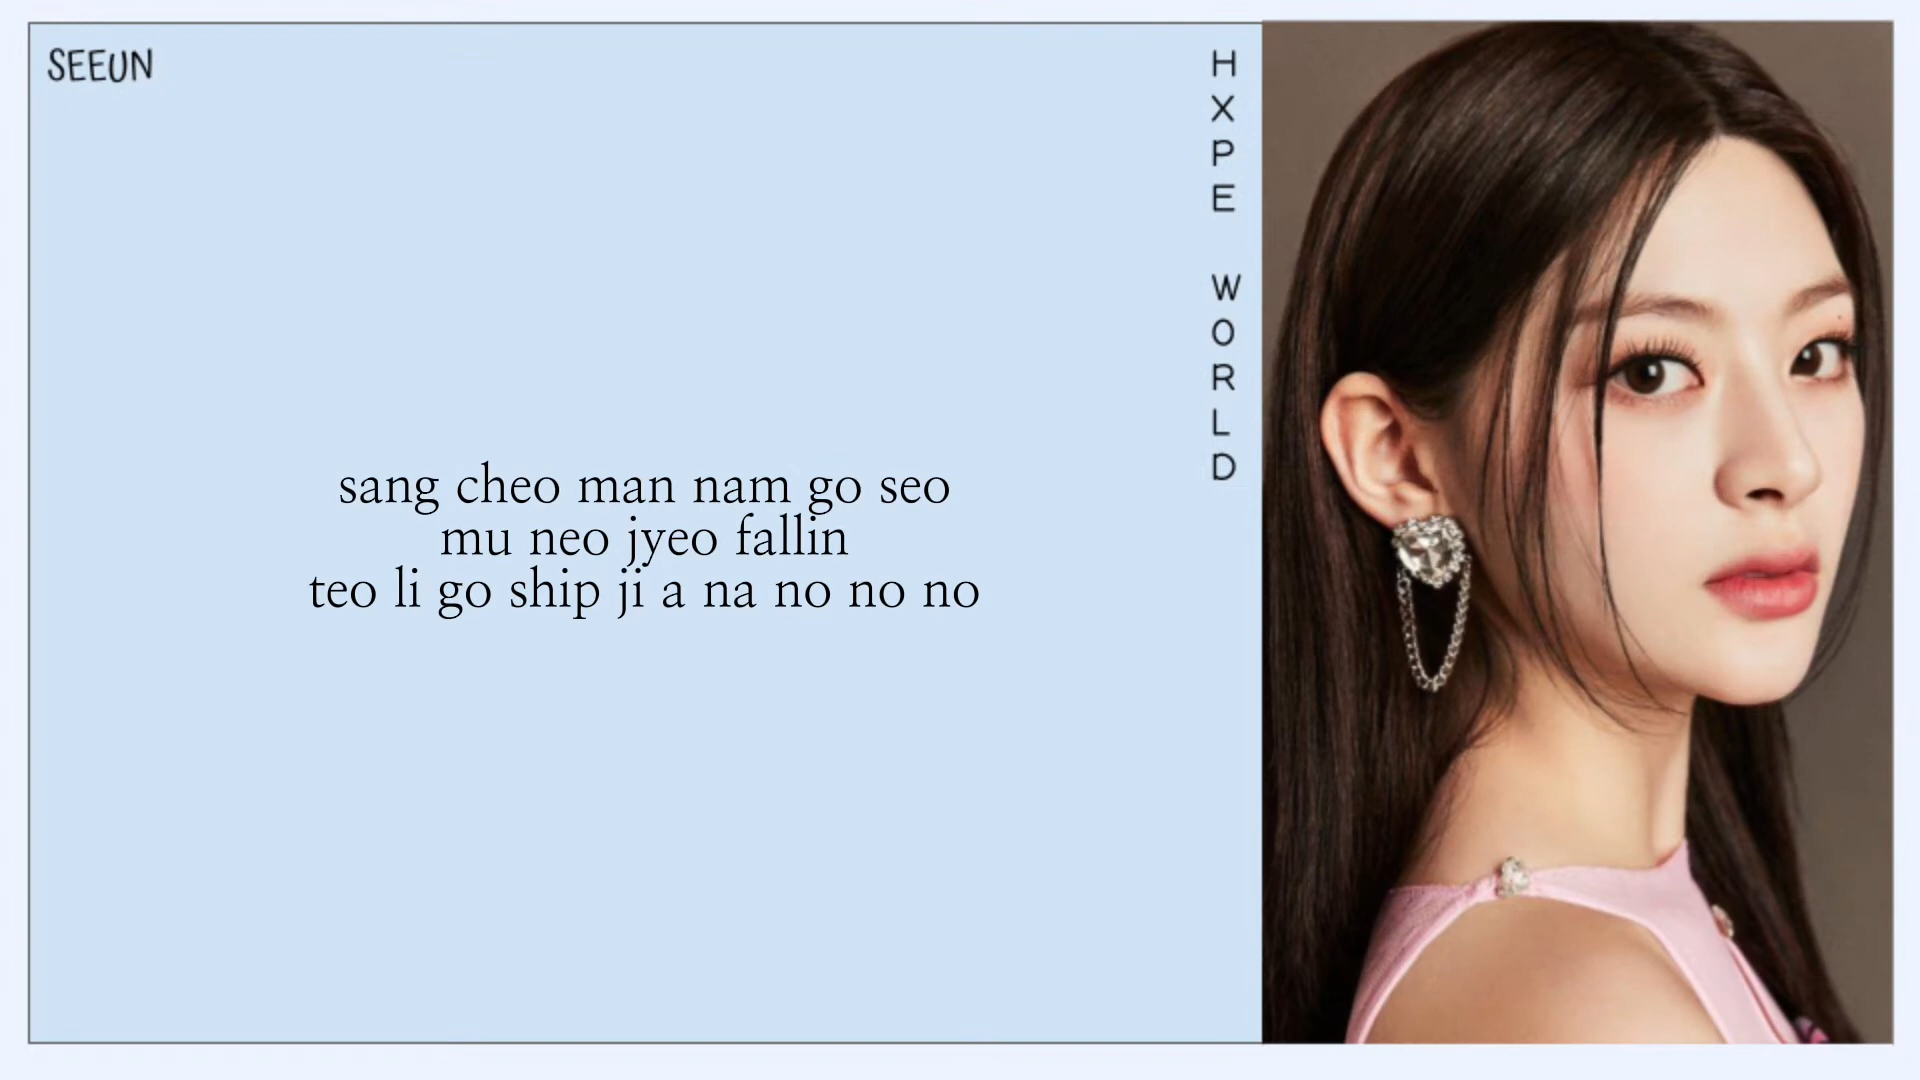 SEEUN
HXPE WORLD
sang cheo man nam go seo
mu neo jyeo fallin
teo li go ship ji a na no no no